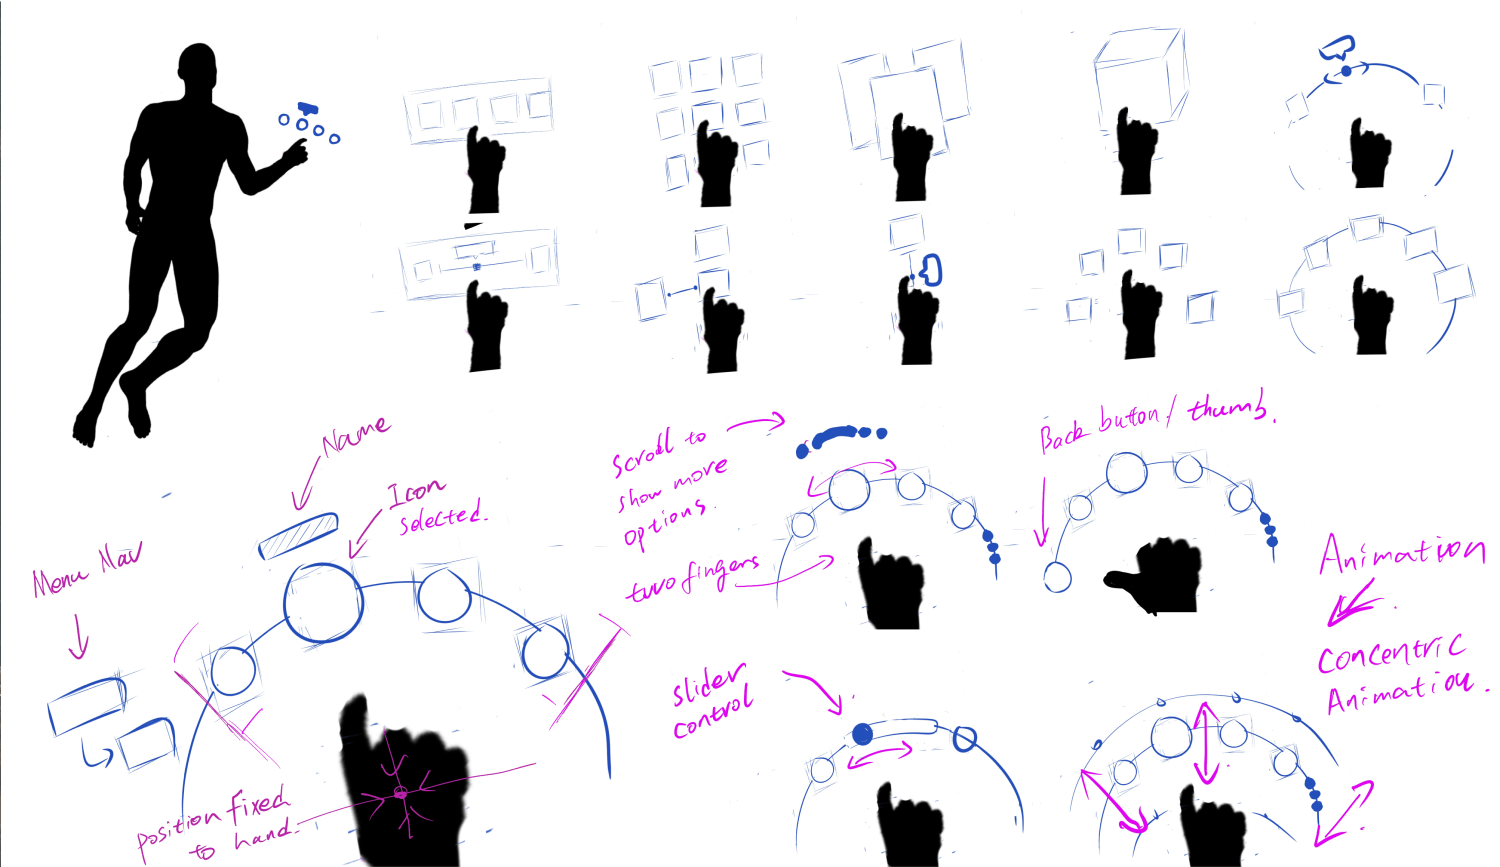 Name
Icon
selected.
Menu Nav
position fixed
to hand.
Scroll to
show more
options.
two fingers
Back button / thumb.
slider
control
Animation
Concentric
Animation.